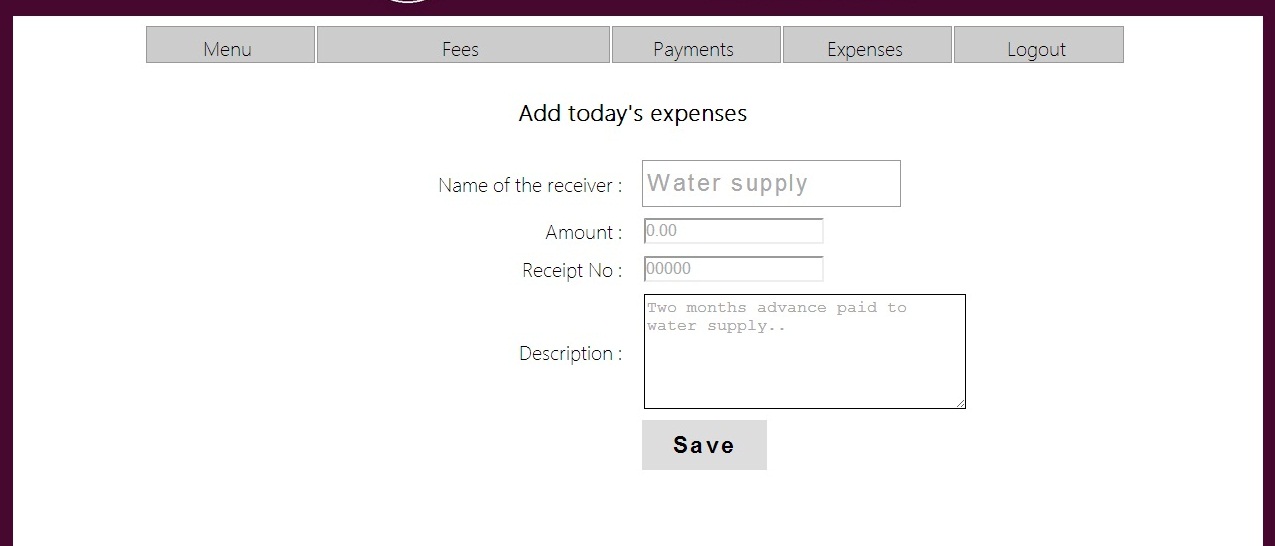 Menu Fees Payments Expenses Logout
Add today's expenses
Name of the receiver : Water supply
Amount : 0.00
Receipt No : 00000
Description : Two months advance paid to
water supply..
Save